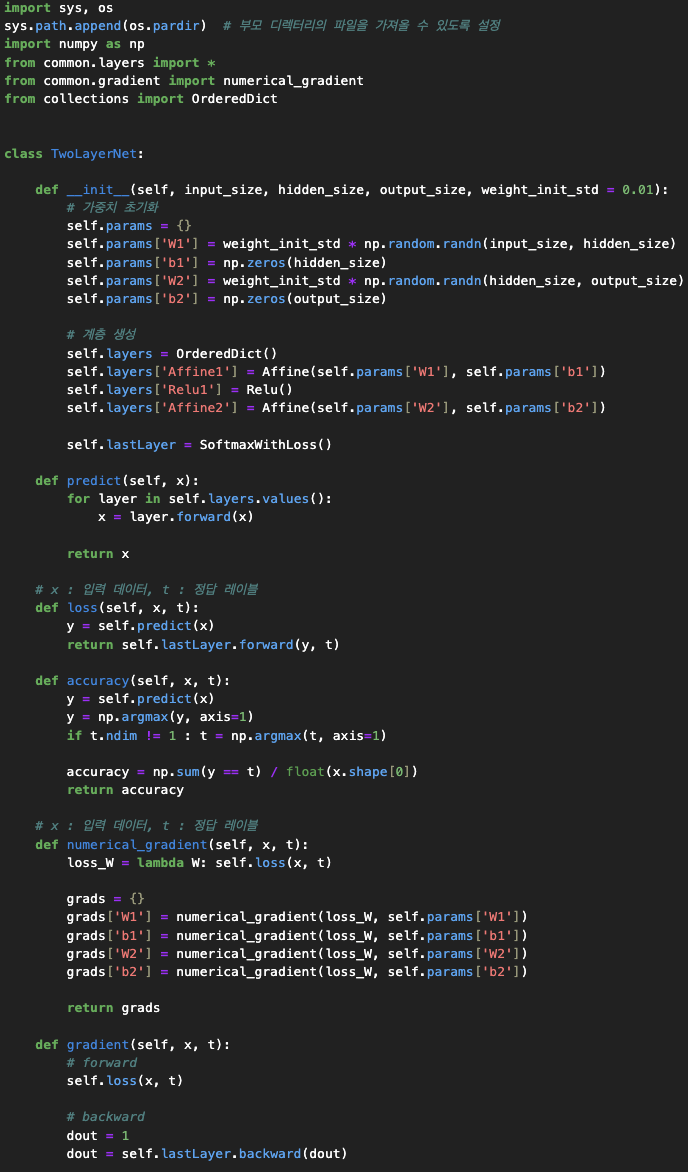 import sys, os
sys.path.append(os.pardir)  # 부모 디렉터리의 파일을 가져올 수 있도록 설정
import numpy as np
from common.layers import *
from common.gradient import numerical_gradient
from collections import OrderedDict


class TwoLayerNet:

    def __init__(self, input_size, hidden_size, output_size, weight_init_std = 0.01):
        # 가중치 초기화
        self.params = {}
        self.params['W1'] = weight_init_std * np.random.randn(input_size, hidden_size)
        self.params['b1'] = np.zeros(hidden_size)
        self.params['W2'] = weight_init_std * np.random.randn(hidden_size, output_size)
        self.params['b2'] = np.zeros(output_size)

        # 계층 생성
        self.layers = OrderedDict()
        self.layers['Affine1'] = Affine(self.params['W1'], self.params['b1'])
        self.layers['Relu1'] = Relu()
        self.layers['Affine2'] = Affine(self.params['W2'], self.params['b2'])

        self.lastLayer = SoftmaxWithLoss()

    def predict(self, x):
        for layer in self.layers.values():
            x = layer.forward(x)

        return x

    # x : 입력 데이터, t : 정답 레이블
    def loss(self, x, t):
        y = self.predict(x)
        return self.lastLayer.forward(y, t)

    def accuracy(self, x, t):
        y = self.predict(x)
        y = np.argmax(y, axis=1)
        if t.ndim != 1 : t = np.argmax(t, axis=1)

        accuracy = np.sum(y == t) / float(x.shape[0])
        return accuracy

    # x : 입력 데이터, t : 정답 레이블
    def numerical_gradient(self, x, t):
        loss_W = lambda W: self.loss(x, t)

        grads = {}
        grads['W1'] = numerical_gradient(loss_W, self.params['W1'])
        grads['b1'] = numerical_gradient(loss_W, self.params['b1'])
        grads['W2'] = numerical_gradient(loss_W, self.params['W2'])
        grads['b2'] = numerical_gradient(loss_W, self.params['b2'])

        return grads

    def gradient(self, x, t):
        # forward
        self.loss(x, t)

        # backward
        dout = 1
        dout = self.lastLayer.backward(dout)